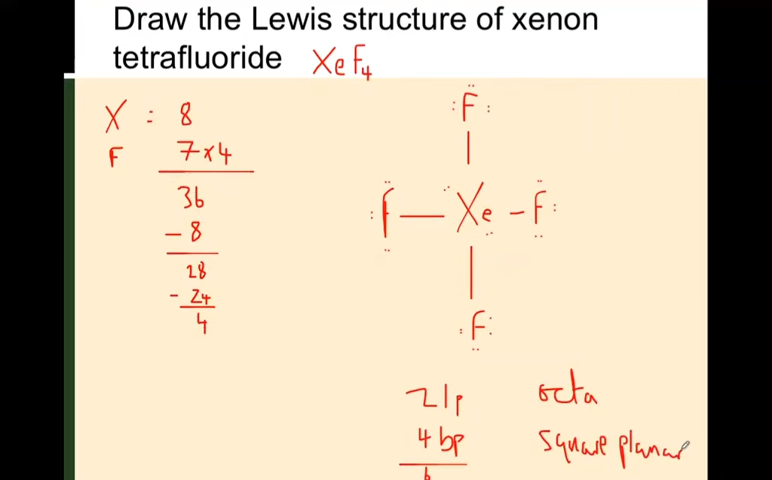 Draw the Lewis structure of xenon
tetrafluoride XeF4
X : 8
F 7x4
36
- 8
28
- 24
4
F
F — Xe - F
F
2 lp octa
4 bp square planar
6